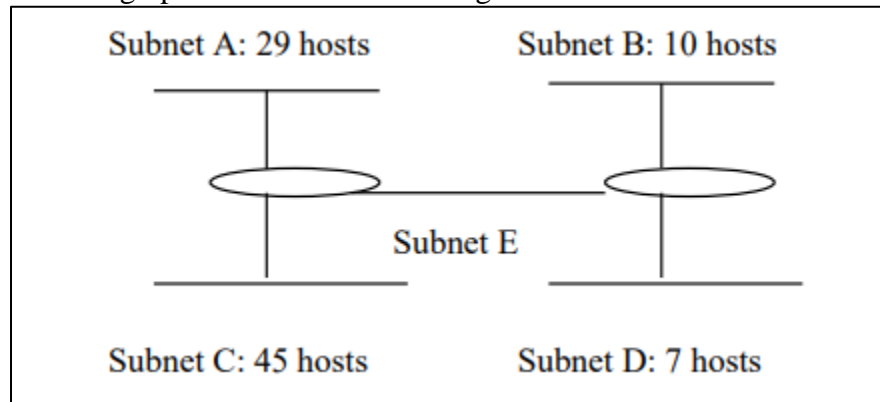 Subnet A: 29 hosts
Subnet B: 10 hosts
Subnet E
Subnet C: 45 hosts
Subnet D: 7 hosts